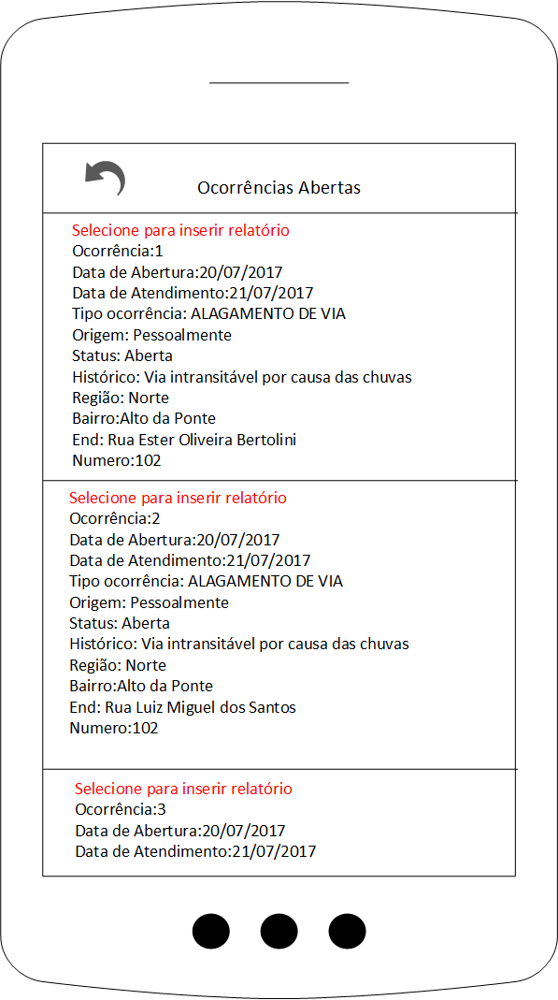 Ocorrências Abertas
Selecione para inserir relatório
Ocorrência:1
Data de Abertura:20/07/2017
Data de Atendimento:21/07/2017
Tipo ocorrência: ALAGAMENTO DE VIA
Origem: Pessoalmente
Status: Aberta
Histórico: Via intransitável por causa das chuvas
Região: Norte
Bairro:Alto da Ponte
End: Rua Ester Oliveira Bertolini
Numero:102
Selecione para inserir relatório
Ocorrência:2
Data de Abertura:20/07/2017
Data de Atendimento:21/07/2017
Tipo ocorrência: ALAGAMENTO DE VIA
Origem: Pessoalmente
Status: Aberta
Histórico: Via intransitável por causa das chuvas
Região: Norte
Bairro:Alto da Ponte
End: Rua Luiz Miguel dos Santos
Numero:102
Selecione para inserir relatório
Ocorrência:3
Data de Abertura:20/07/2017
Data de Atendimento:21/07/2017